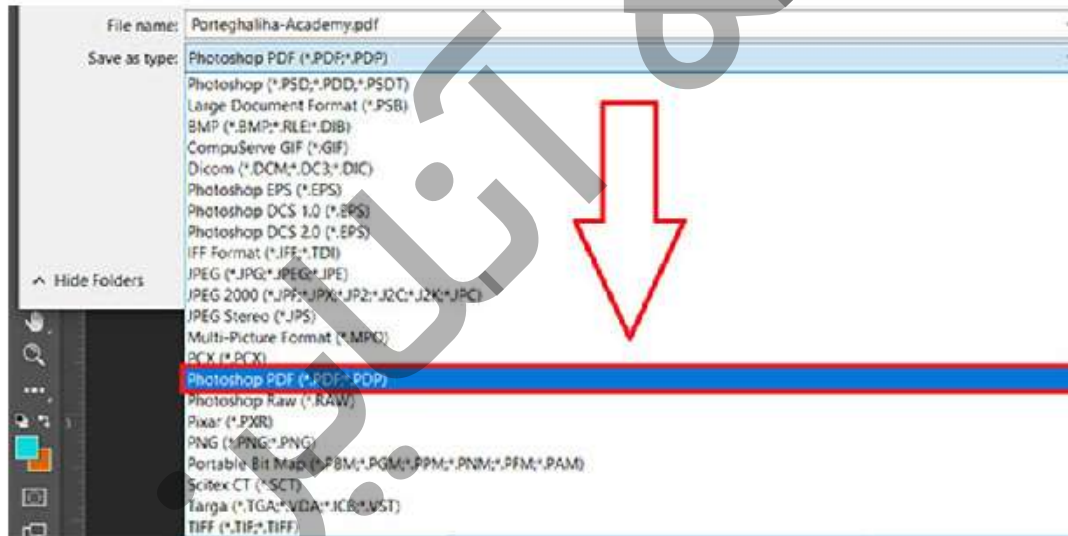 File name: Porteghaliha-Academy.pdf
Save as type: Photoshop PDF (*.PDF;*.PDP)
Photoshop (*.PSD;*.PDD;*.PSDT)
Large Document Format (*.PSB)
BMP (*.BMP;*.RLE;*.DIB)
CompuServe GIF (*.GIF)
Dicom (*.DCM;*.DC3;*.DIC)
Photoshop EPS (*.EPS)
Photoshop DCS 1.0 (*.EPS)
Photoshop DCS 2.0 (*.EPS)
IFF Format (*.IFF;*.TDI)
JPEG (*.JPG;*.JPEG;*.JPE)
Hide Folders
JPEG 2000 (*.JPF;*.JPX;*.JP2;*.J2C;*.J2K;*.JPC)
JPEG Stereo (*.JPS)
Multi-Picture Format (*.MPO)
PCX (*.PCX)
Photoshop PDF (*.PDF;*.PDP)
Photoshop Raw (*.RAW)
Pixar (*.PXR)
PNG (*.PNG;*.PNG)
Portable Bit Map (*.PBM;*.PGM;*.PPM;*.PNM;*.PFM;*.PAM)
Scitex CT (*.SCT)
Targa (*.TGA;*.VDA;*.ICB;*.VST)
TIFF (*.TIF;*.TIFF)